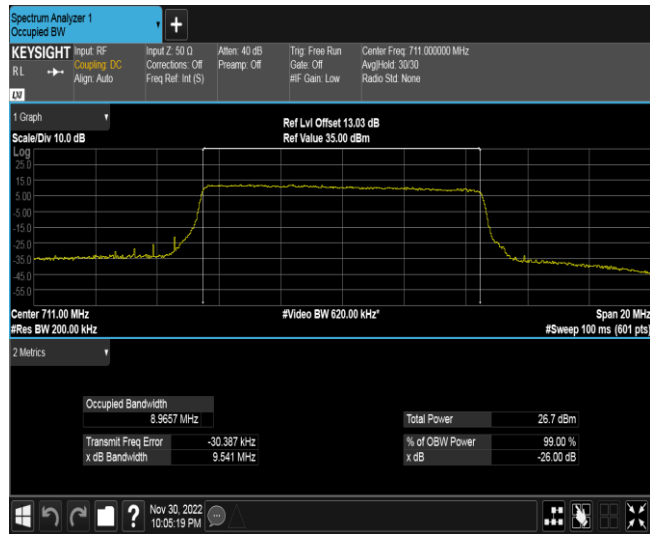 Spectrum Analyzer 1
Occupied BW
+
KEYSIGHT
RL
LXI
Input: RF
Coupling: DC
Align: Auto
Input Z: 50 Ω
Corrections: Off
Freq Ref: Int (S)
Atten: 40 dB
Preamp: Off
Trig: Free Run
Gate: Off
#IF Gain: Low
Center Freq: 711.000000 MHz
Avg|Hold: 30/30
Radio Std: None
1 Graph
Scale/Div 10.0 dB
Ref Lvl Offset 13.03 dB
Ref Value 35.00 dBm
Log
25.0
15.0
5.00
-5.00
-15.0
-25.0
-35.0
-45.0
-55.0
Center 711.00 MHz
#Video BW 620.00 kHz*
Span 20 MHz
#Res BW 200.00 kHz
#Sweep 100 ms (601 pts)
2 Metrics
Occupied Bandwidth
8.9657 MHz
Total Power 26.7 dBm
Transmit Freq Error -30.387 kHz
% of OBW Power 99.00 %
x dB Bandwidth 9.541 MHz
x dB -26.00 dB
?
Nov 30, 2022
10:05:19 PM